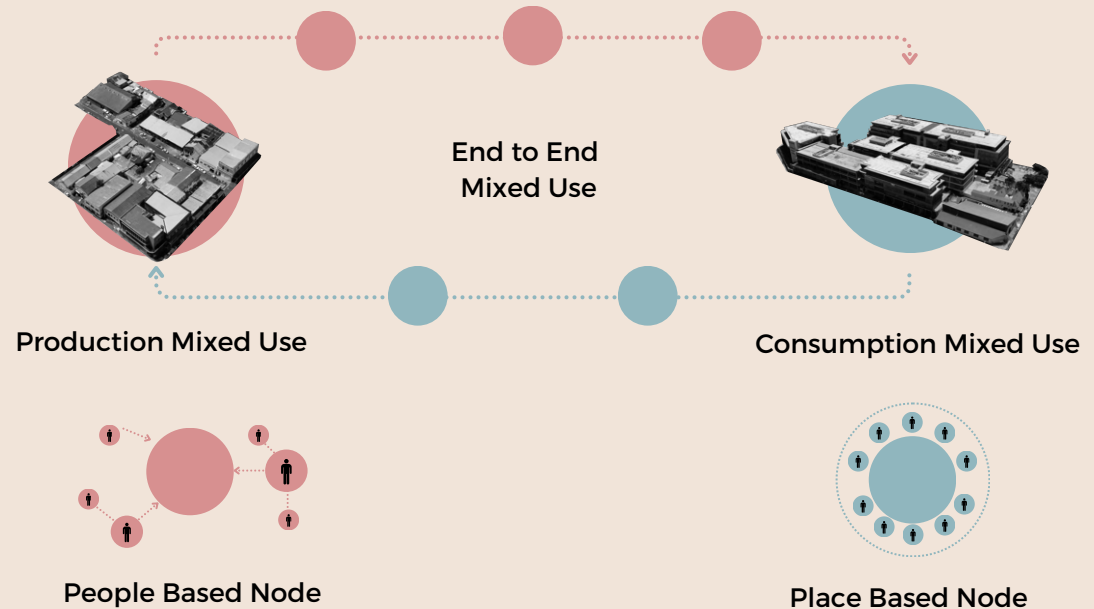 End to End
Mixed Use
Production Mixed Use
Consumption Mixed Use
People Based Node
Place Based Node